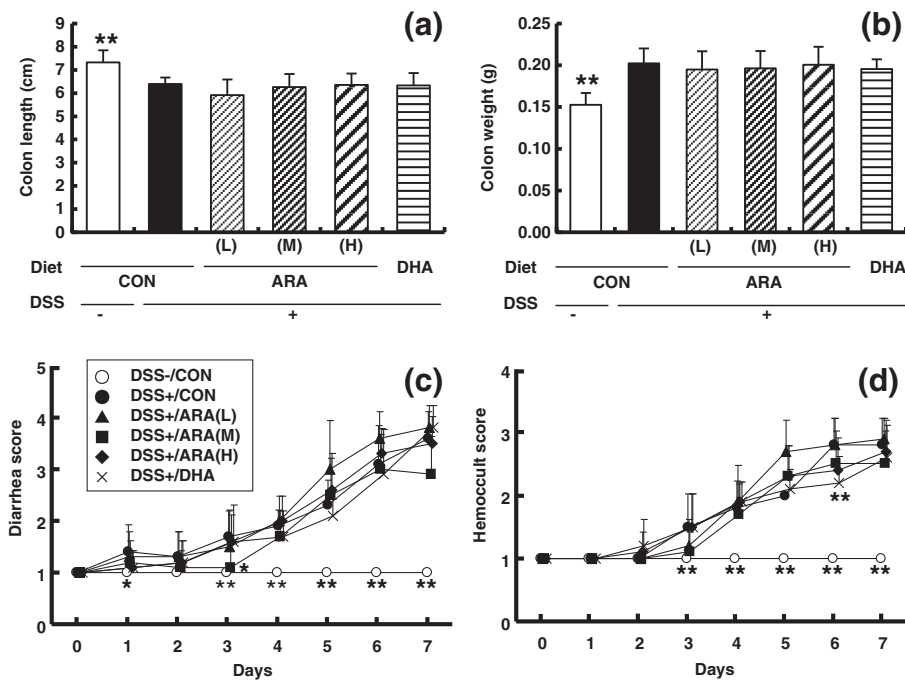 (a)
Colon length (cm)
9
8
7
6
5
4
3
2
1
0
**
(L) (M) (H)
Diet
CON ARA DHA
DSS
- +
(b)
Colon weight (g)
0.25
0.20
0.15
0.10
0.05
0.00
**
(L) (M) (H)
Diet
CON ARA DHA
DSS
- +
(c)
Diarrhea score
5
4
3
2
1
0
DSS-/CON
DSS+/CON
DSS+/ARA(L)
DSS+/ARA(M)
DSS+/ARA(H)
DSS+/DHA
*
* ** ** ** ** **
0 1 2 3 4 5 6 7
Days
(d)
Hemoccult score
4
3
2
1
0
**
** ** ** ** **
0 1 2 3 4 5 6 7
Days